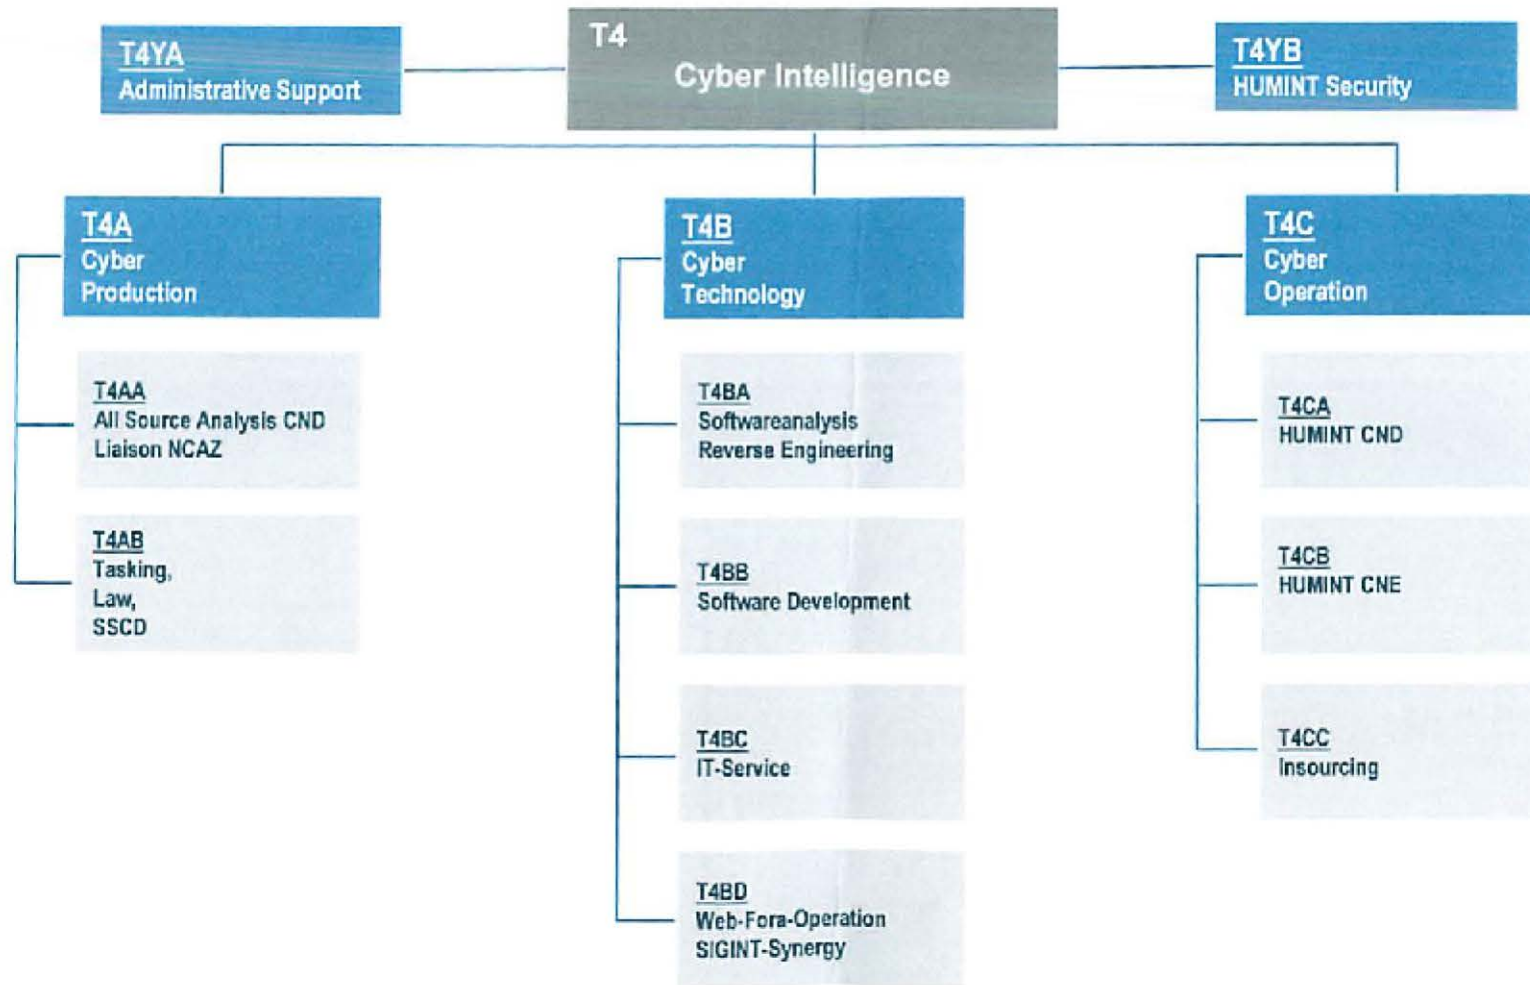 T4
Cyber Intelligence
T4YA
Administrative Support
T4YB
HUMINT Security
T4A
Cyber
Production
T4AA
All Source Analysis CND
Liaison NCAZ
T4AB
Tasking,
Law,
SSCD
T4B
Cyber
Technology
T4BA
Softwareanalysis
Reverse Engineering
T4BB
Software Development
T4BC
IT-Service
T4BD
Web-Fora-Operation
SIGINT-Synergy
T4C
Cyber
Operation
T4CA
HUMINT CND
T4CB
HUMINT CNE
T4CC
Insourcing